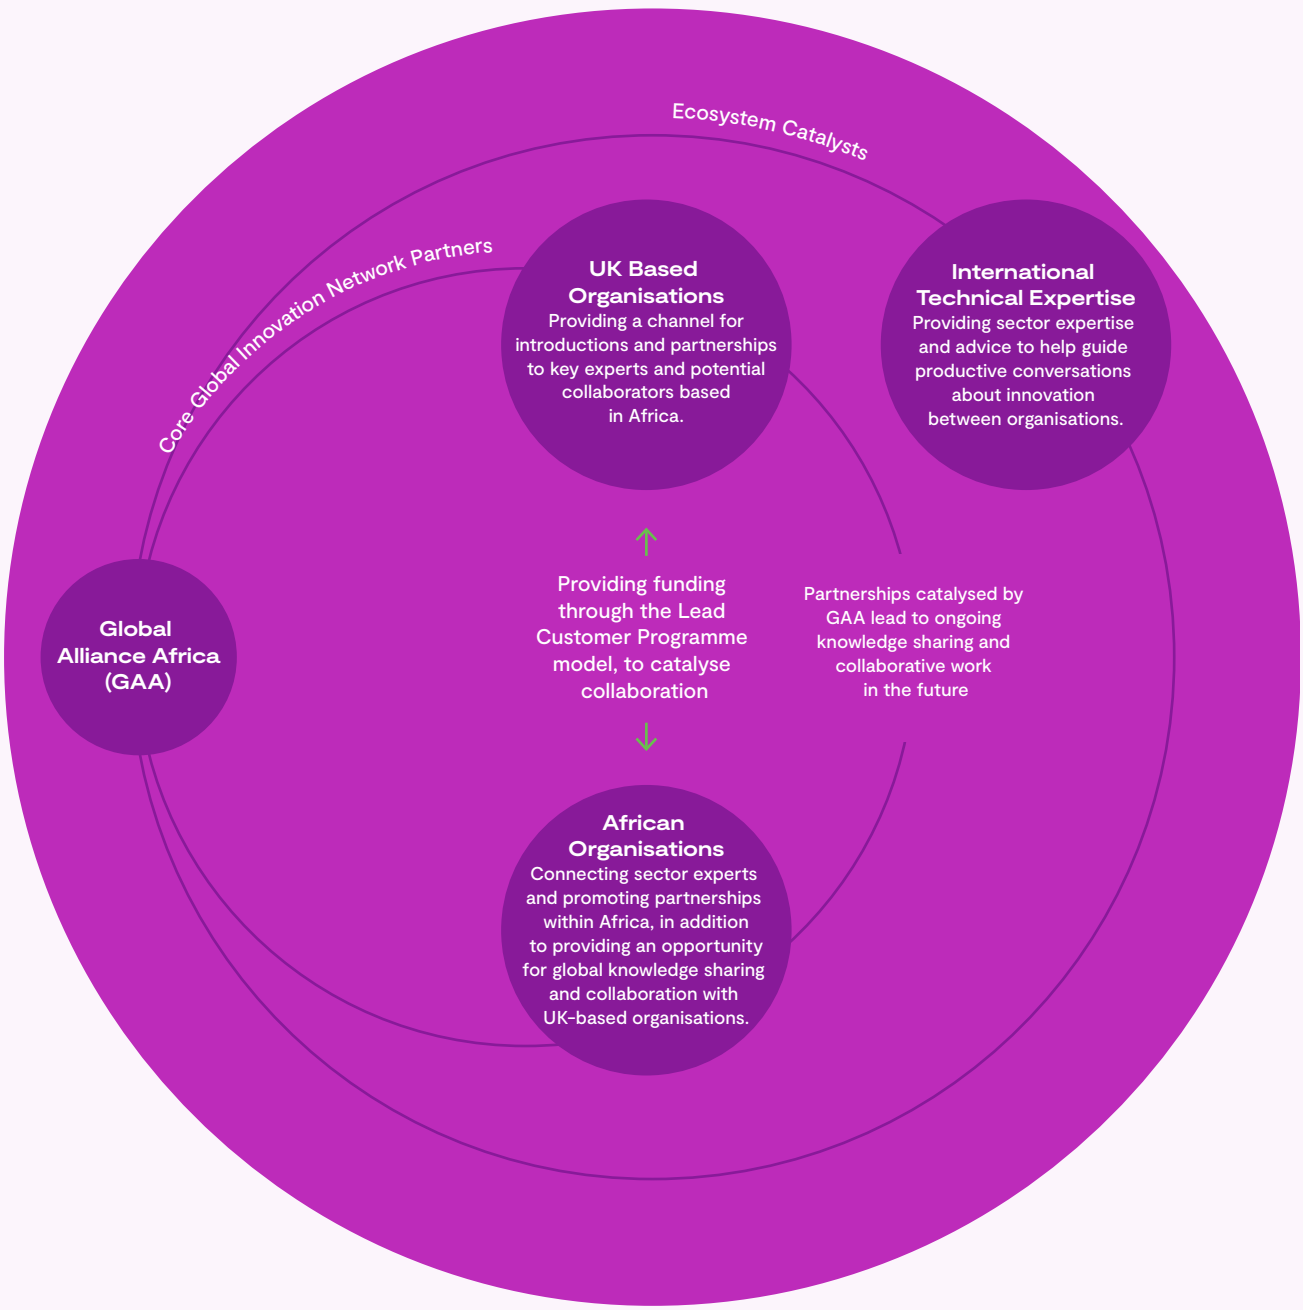 Ecosystem Catalysts
Core Global Innovation Network Partners
UK Based
Organisations
Providing a channel for
introductions and partnerships
to key experts and potential
collaborators based
in Africa.
International
Technical Expertise
Providing sector expertise
and advice to help guide
productive conversations
about innovation
between organisations.
Global
Alliance Africa
(GAA)
Providing funding
through the Lead
Customer Programme
model, to catalyse
collaboration
Partnerships catalysed by
GAA lead to ongoing
knowledge sharing and
collaborative work
in the future
African
Organisations
Connecting sector experts
and promoting partnerships
within Africa, in addition
to providing an opportunity
for global knowledge sharing
and collaboration with
UK-based organisations.